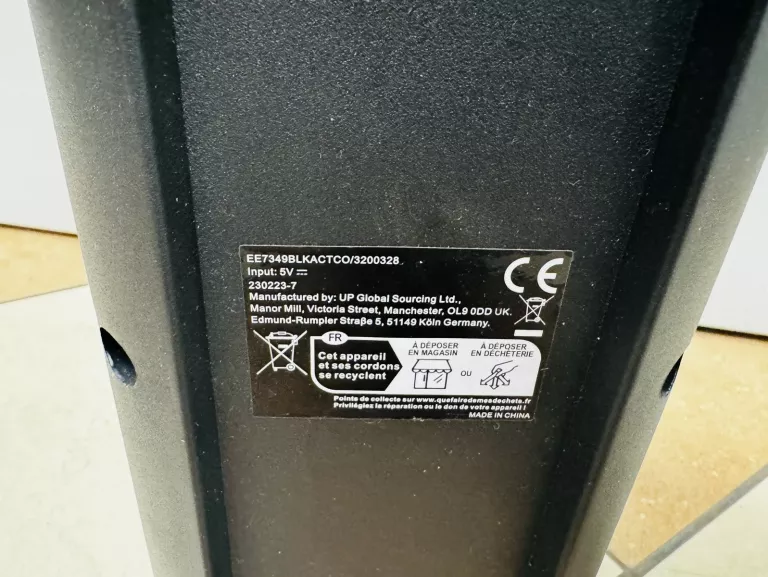 EE7349BLKACTCO/3200328
Input: 5V⎓
230223-7
Manufactured by: UP Global Sourcing Ltd.,
Manor Mill, Victoria Street, Manchester, OL9 0DD UK.
Edmund-Rumpler Straße 5, 51149 Köln Germany.
CE
FR
Cet appareil
et ses cordons
se recyclent
À DÉPOSER
EN MAGASIN
OU
À DÉPOSER
EN DÉCHÈTERIE
Points de collecte sur www.quefairedemesdechets.fr
Privilégiez la réparation ou le don de votre appareil !
MADE IN CHINA